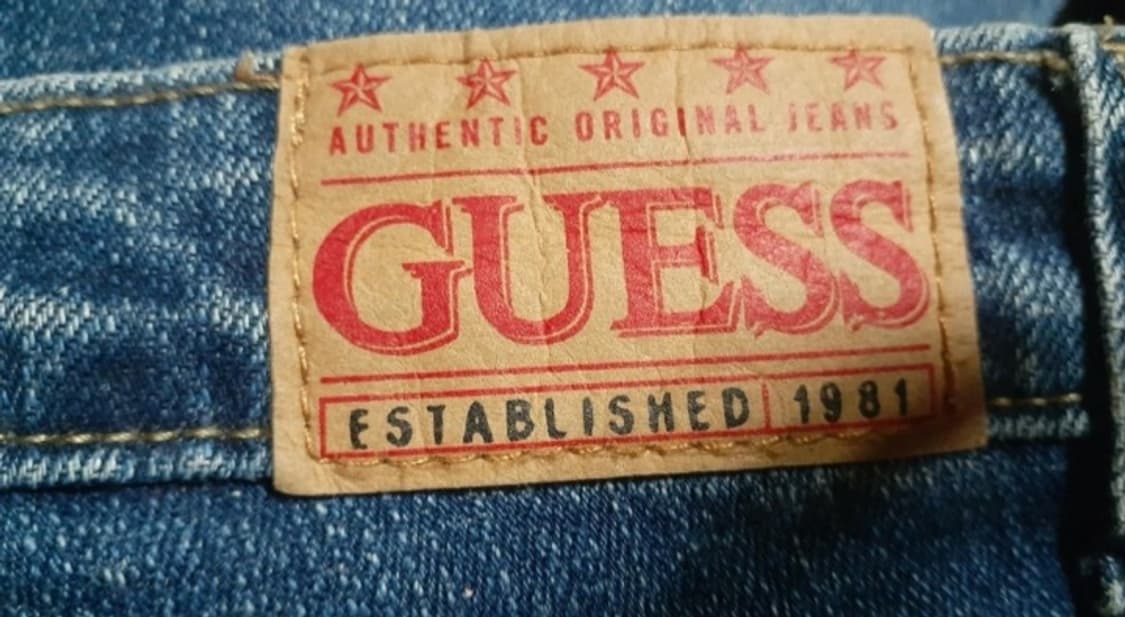 AUTHENTIC ORIGINAL JEANS
GUESS
ESTABLISHED 1981